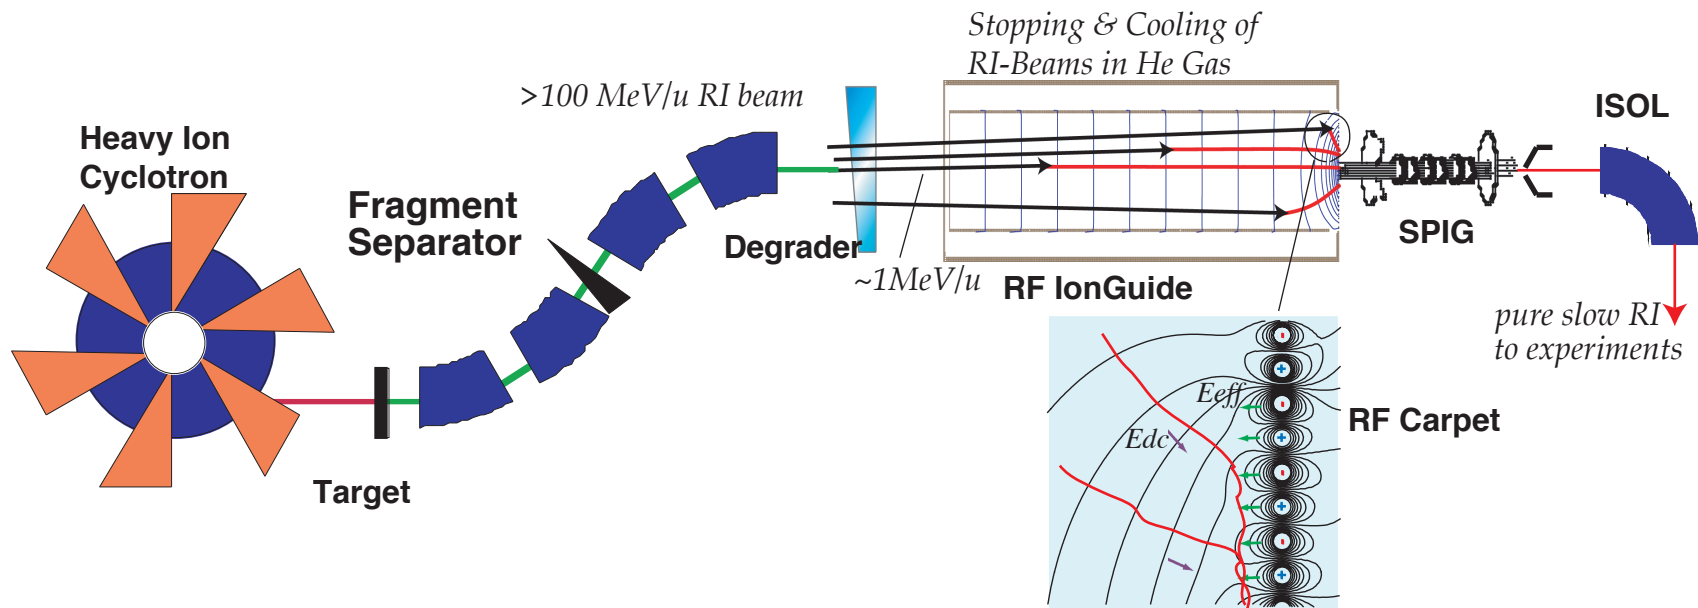 Stopping & Cooling of
RI-Beams in He Gas
>100 MeV/u RI beam
ISOL
Heavy Ion
Cyclotron
Fragment
Separator
Degrader
SPIG
~1MeV/u
RF IonGuide
pure slow RI
to experiments
Eeff
Edc
RF Carpet
Target